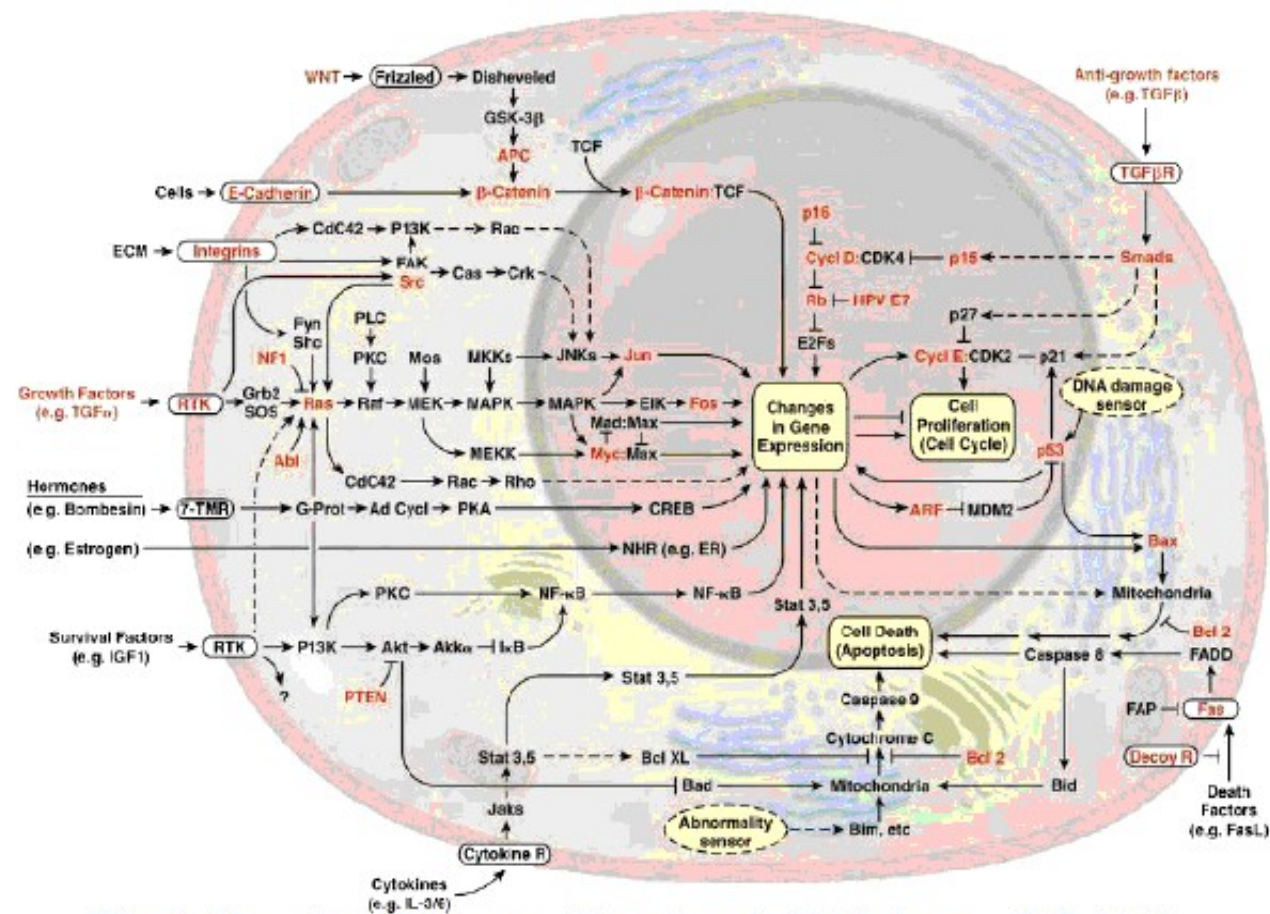 WNT
Frizzled
Disheveled
Anti-growth factors
(e.g. TGFβ)
GSK-3β
TCF
APC
TGFβR
Cells
E-Cadherin
β-Catenin
β-Catenin:TCF
p16
CdC42
P13K
Rac
ECM
Integrins
FAK
Src
Cas
Crk
Cycl D:CDK4
p15
Smads
Rb
HPV E7
p27
Fyn
Shc
PLC
E2Fs
NF1
PKC
Mos
MKKs
JNKs
Jun
Cycl E:CDK2
p21
DNA damage
sensor
Growth Factors
(e.g. TGFα)
RTK
Grb2
SOS
Ras
Raf
MEK
MAPK
MAPK
ElK
Fos
Changes
in Gene
Expression
Cell
Proliferation
(Cell Cycle)
Mad:Max
Abl
MEKK
Myc:Max
p53
CdC42
Rac
Rho
Hormones
(e.g. Bombesin)
7-TMR
G-Prot
Ad Cycl
PKA
CREB
ARF
MDM2
(e.g. Estrogen)
NHR (e.g. ER)
Bax
PKC
NF-κB
NF-κB
Stat 3,5
Mitochondria
Survival Factors
(e.g. IGF1)
RTK
P13K
Akt
Akkα
IκB
Cell Death
(Apoptosis)
Bcl 2
Caspase 8
FADD
?
PTEN
Stat 3,5
Caspase 9
FAP
Fas
Cytochrome C
Stat 3,5
Bcl XL
Bcl 2
Decoy R
Bad
Mitochondria
Bid
Death
Factors
(e.g. FasL)
Jaks
Abnormality
sensor
Bim, etc
Cytokine R
Cytokines
(e.g. IL-3/6)